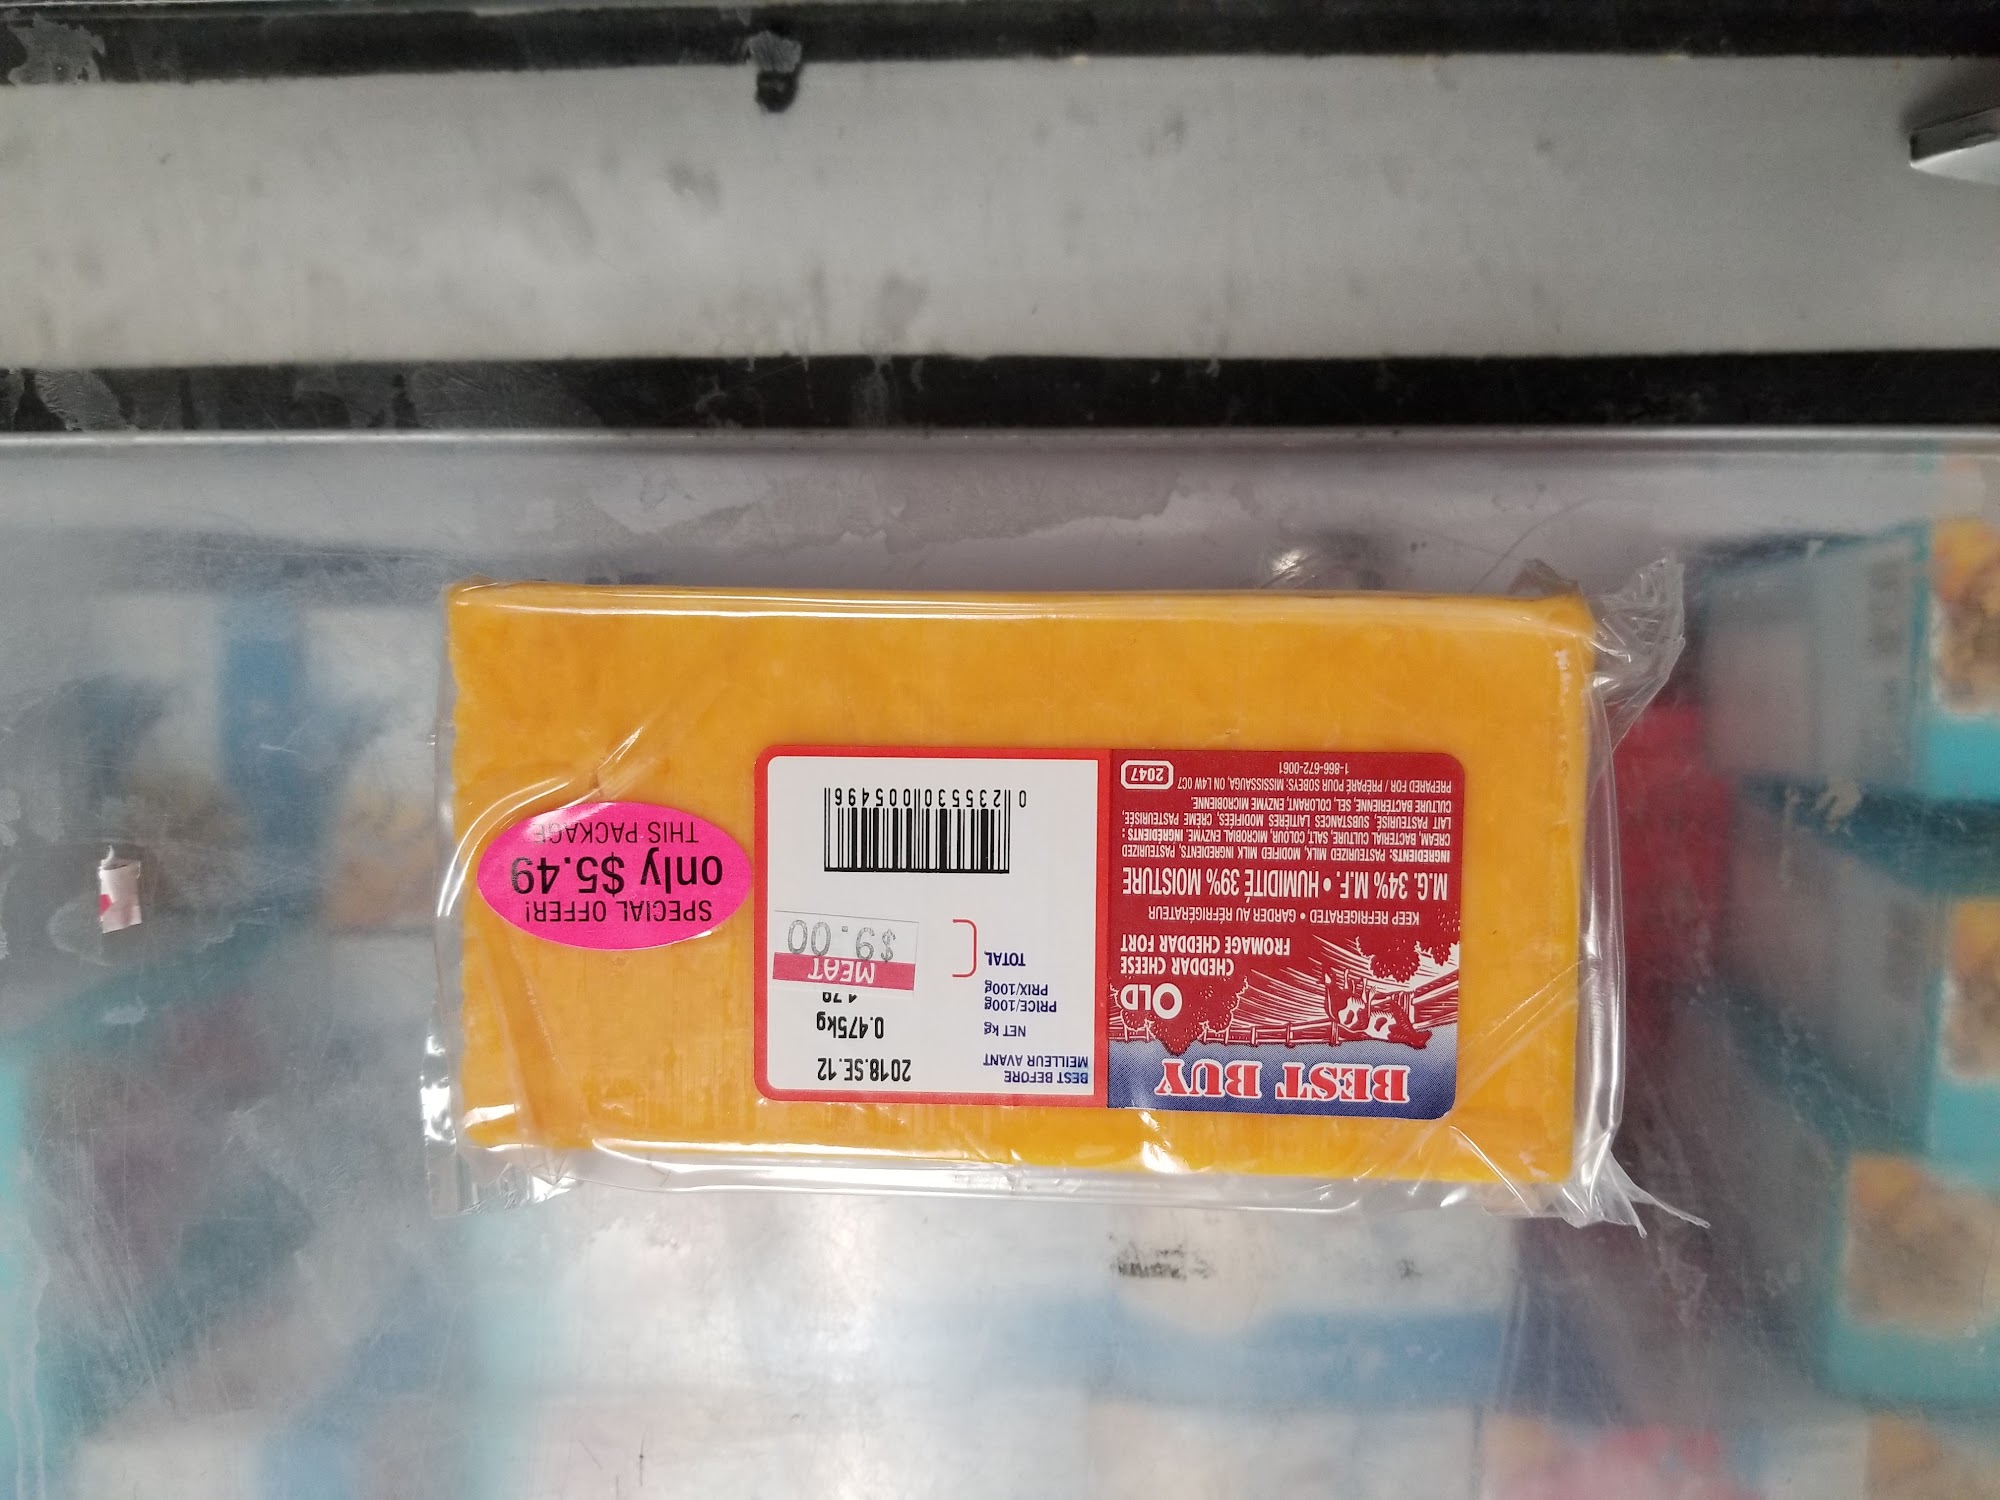 BEST BUY
OLD
CHEDDAR CHEESE
FROMAGE CHEDDAR FORT
KEEP REFRIGERATED • GARDER AU RÉFRIGÉRATEUR
M.G. 34% M.F. • HUMIDITÉ 39% MOISTURE
INGREDIENTS: PASTEURIZED MILK, MODIFIED MILK INGREDIENTS, PASTEURIZED
CREAM, BACTERIAL CULTURE, SALT, COLOUR, MICROBIAL ENZYME. INGRÉDIENTS :
LAIT PASTEURISÉ, SUBSTANCES LAITIÈRES MODIFIÉES, CRÈME PASTEURISÉE,
CULTURE BACTÉRIENNE, SEL, COLORANT, ENZYME MICROBIENNE.
PREPARED FOR / PRÉPARÉ POUR SOBEYS: MISSISSAUGA, ON L4W 0C7
1-866-672-0061
2047
BEST BEFORE
MEILLEUR AVANT
2018.SE.12
NET kg
0.475kg
PRICE/100g
PRIX/100g
TOTAL
MEAT
$9.00
0 235530 005496
SPECIAL OFFER!
only $5.49
THIS PACKAGE